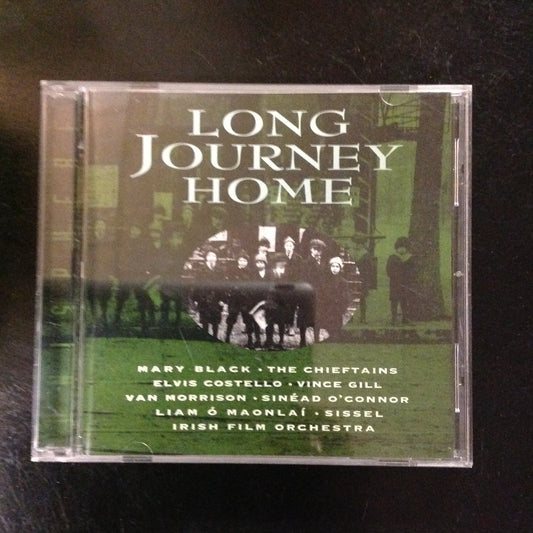 LONG
JOURNEY
HOME
MARY BLACK · THE CHIEFTAINS
ELVIS COSTELLO · VINCE GILL
VAN MORRISON · SINÉAD O'CONNOR
LIAM Ó MAONLAÍ · SISSEL
IRISH FILM ORCHESTRA